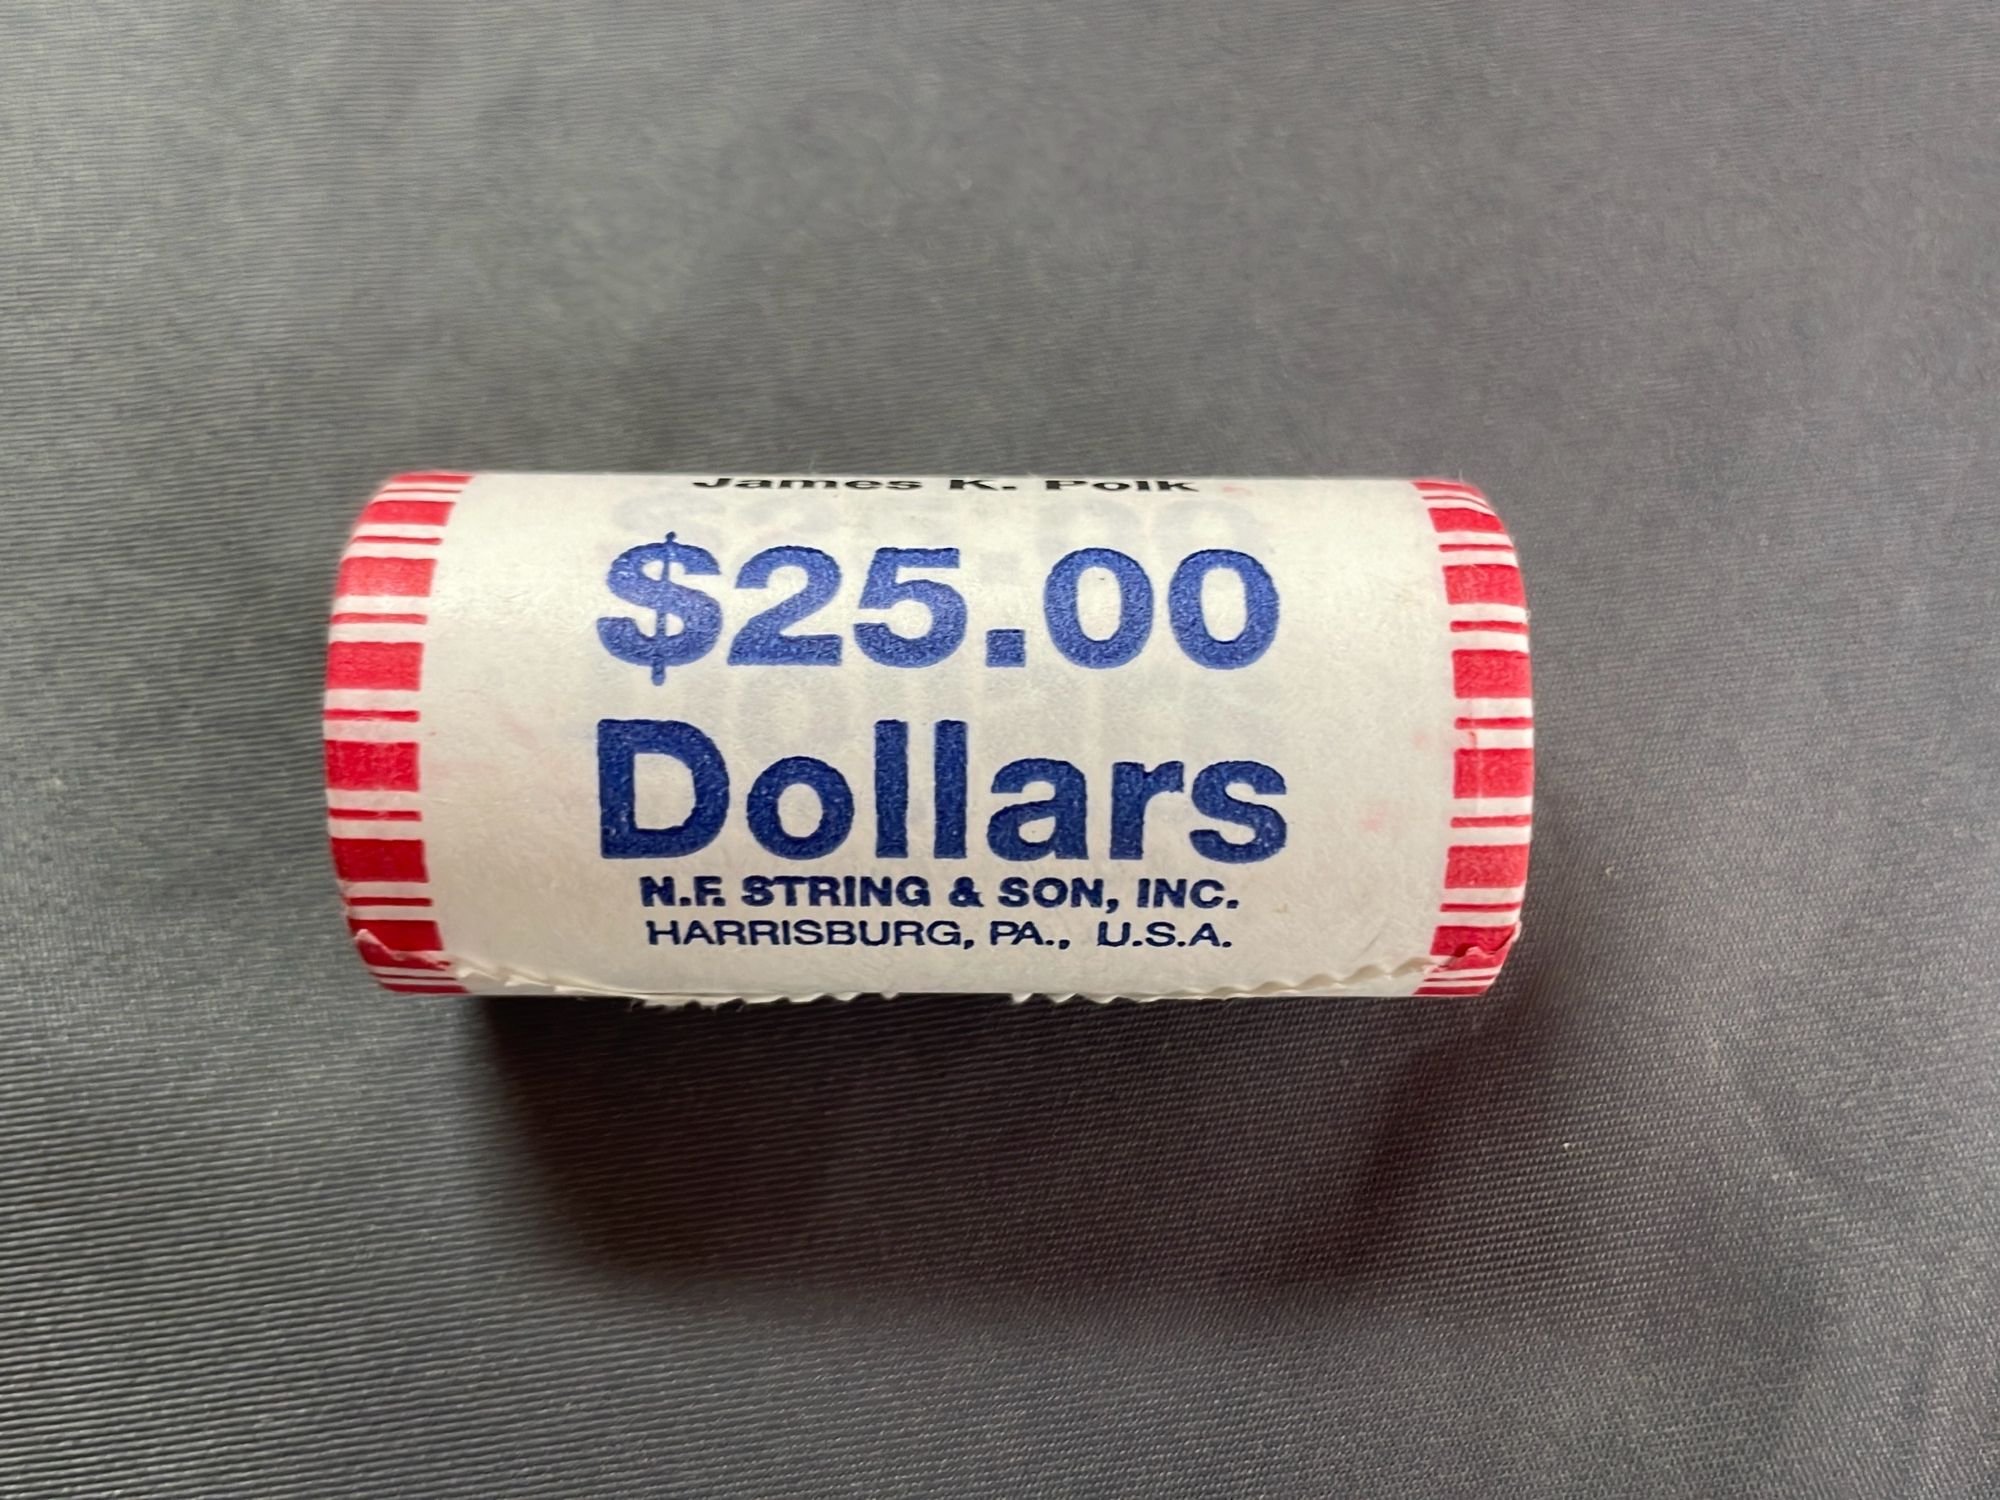 James K. Polk
$25.00
Dollars
N.F. STRING & SON, INC.
HARRISBURG, PA., U.S.A.